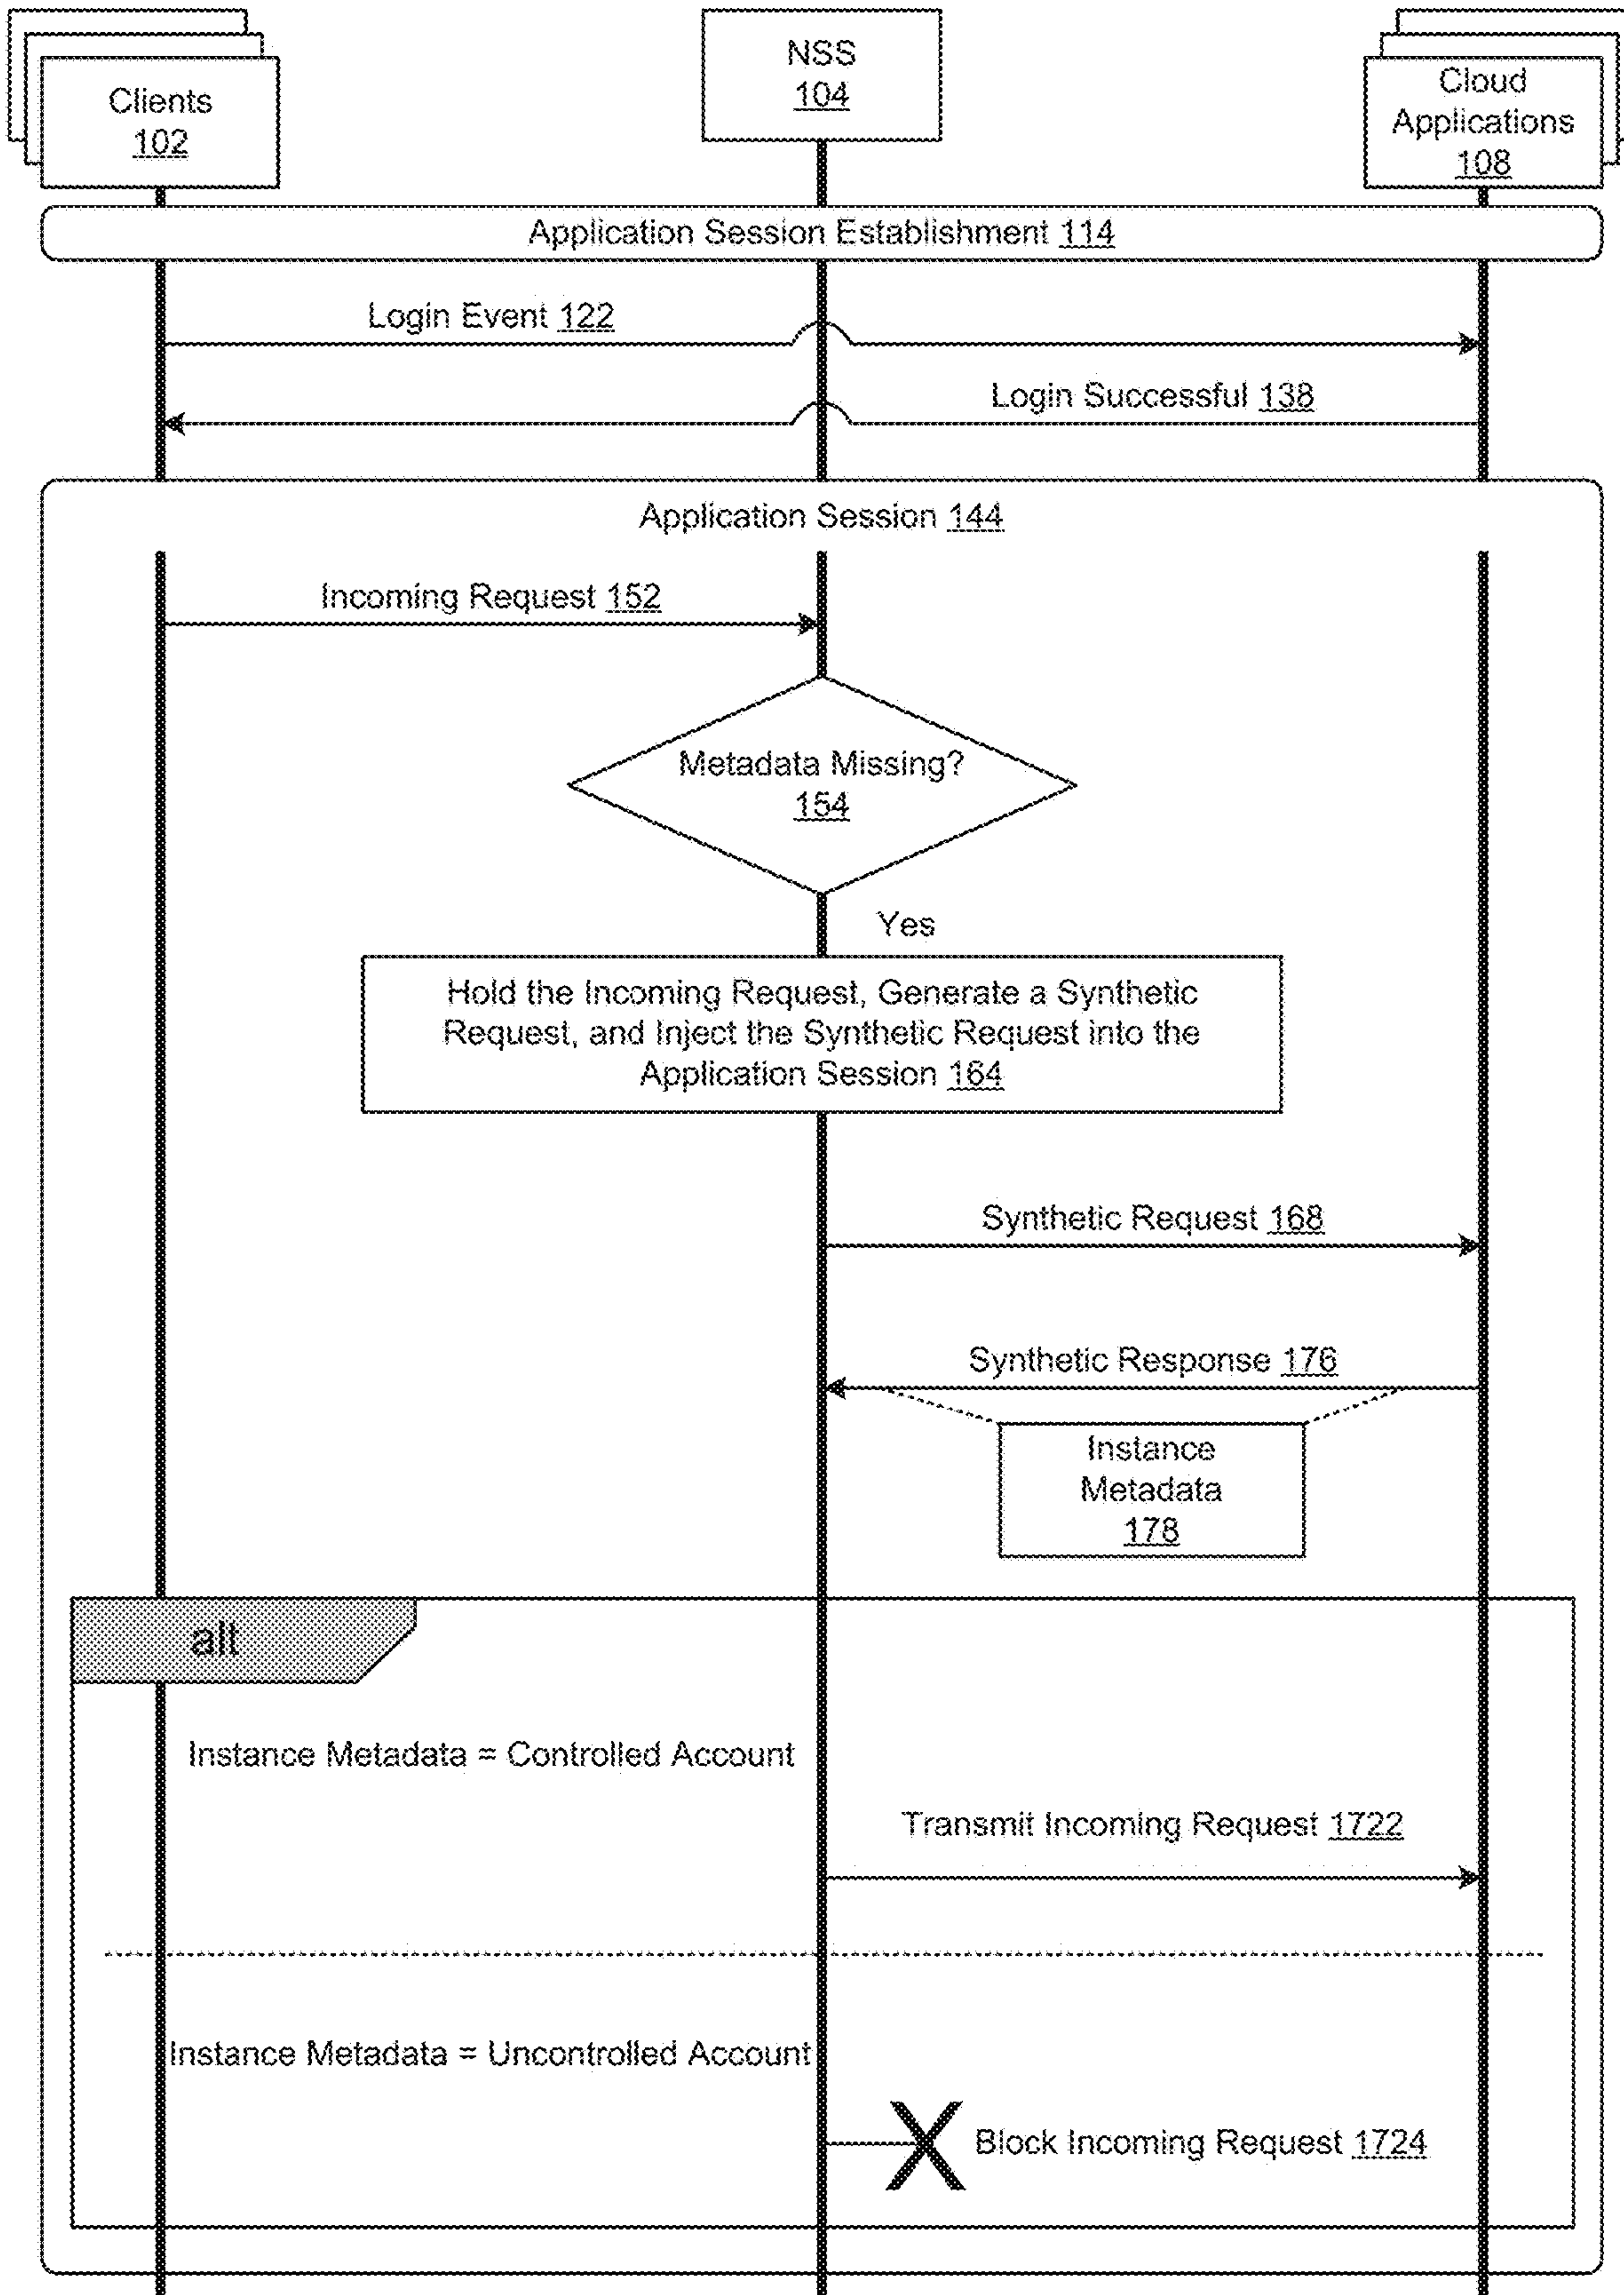 Clients
102
NSS
104
Cloud
Applications
108
Application Session Establishment 114
Login Event 122
Login Successful 138
Application Session 144
Incoming Request 152
Metadata Missing?
154
Yes
Hold the Incoming Request, Generate a Synthetic
Request, and Inject the Synthetic Request into the
Application Session 164
Synthetic Request 168
Synthetic Response 176
Instance
Metadata
178
alt
Instance Metadata = Controlled Account
Transmit Incoming Request 1722
Instance Metadata = Uncontrolled Account
Block Incoming Request 1724